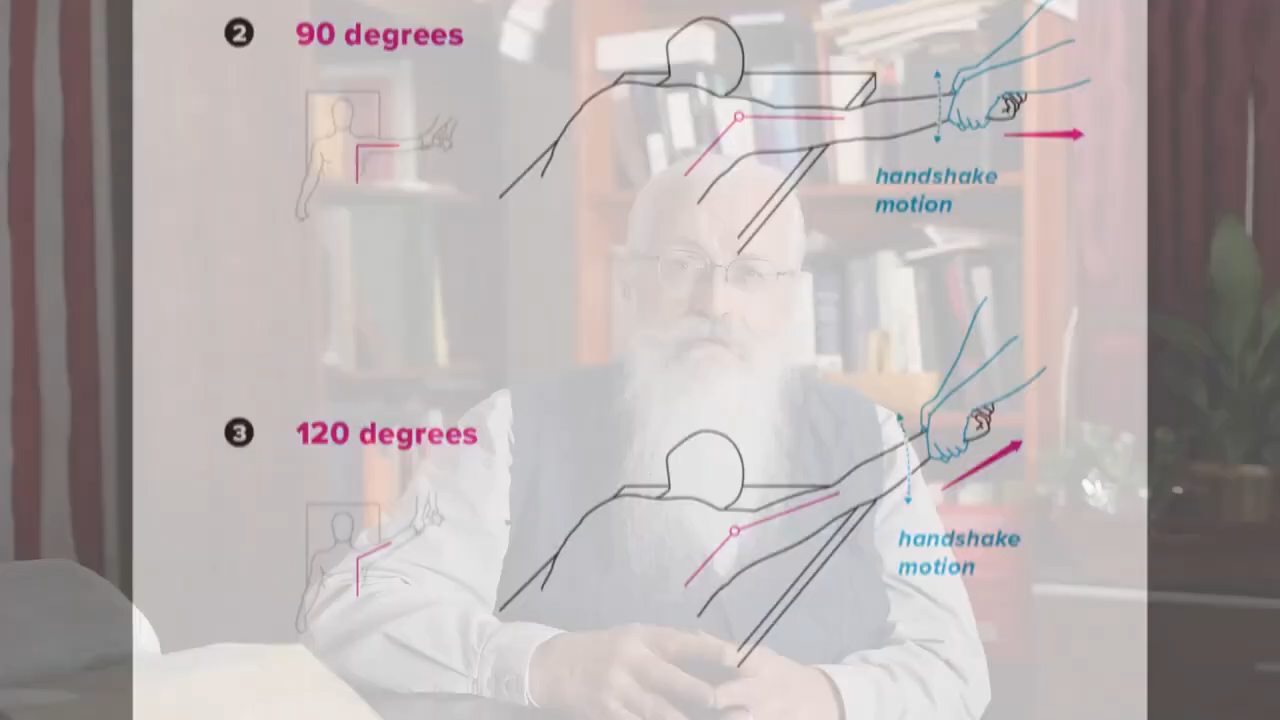 2 90 degrees
handshake
motion
3 120 degrees
handshake
motion